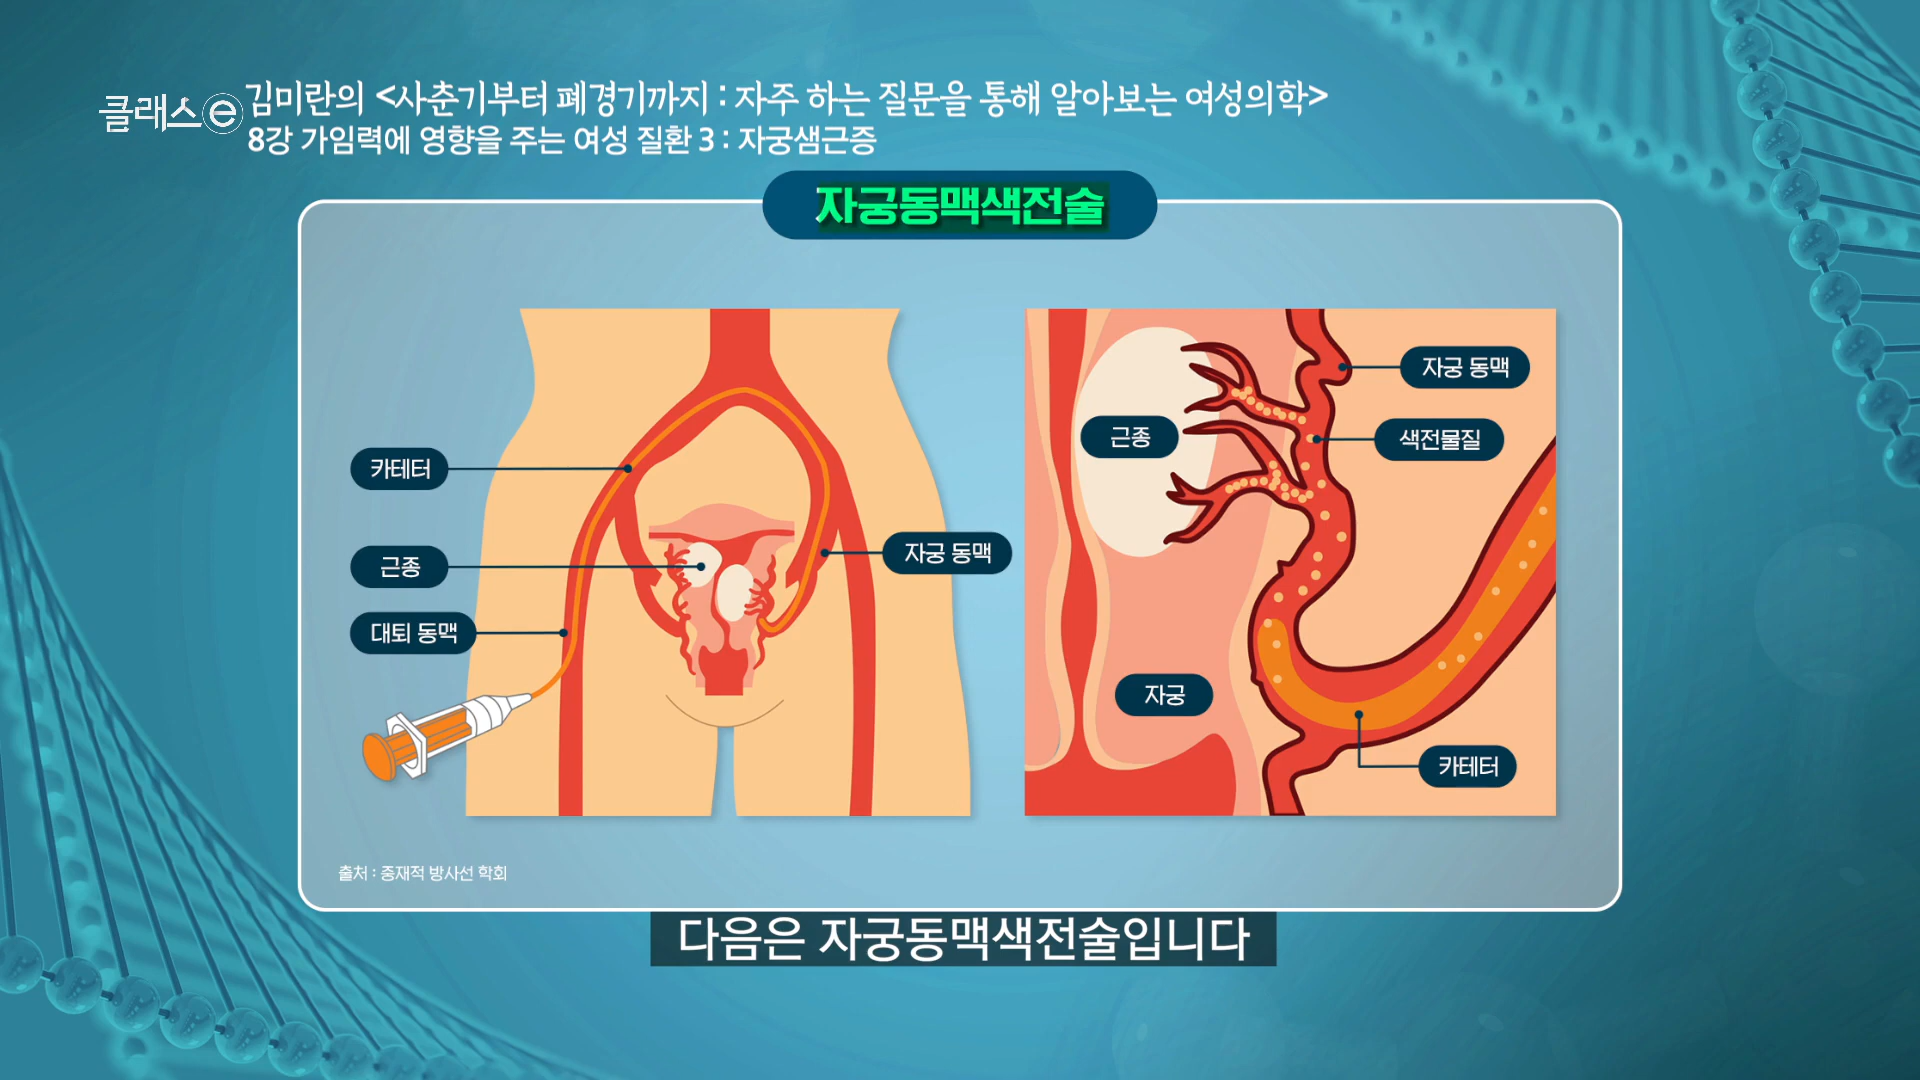 클래스e
김미란의 <사춘기부터 폐경기까지 : 자주 하는 질문을 통해 알아보는 여성의학>
8강 가임력에 영향을 주는 여성 질환 3 : 자궁샘근증
자궁동맥색전술
카테터
근종
대퇴 동맥
자궁 동맥
자궁 동맥
근종
색전물질
자궁
카테터
출처 : 중재적 방사선 학회
다음은 자궁동맥색전술입니다